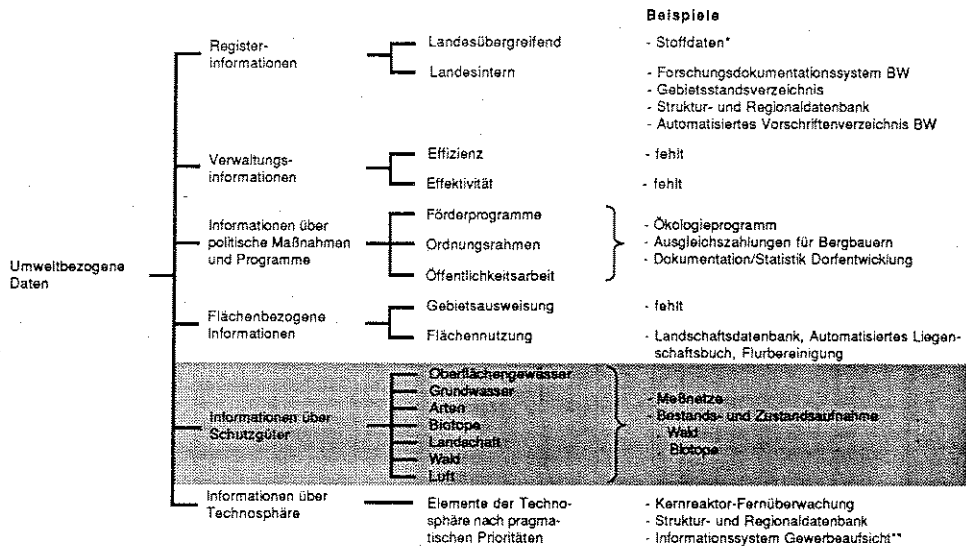 Beispiele
Register-
informationen
Landesübergreifend
- Stoffdaten*
Landesintern
- Forschungsdokumentationssystem BW
- Gebietsstandsverzeichnis
- Struktur- und Regionaldatenbank
- Automatisiertes Vorschriftenverzeichnis BW
Verwaltungs-
informationen
Effizienz
- fehlt
Effektivität
- fehlt
Informationen über
politische Maßnahmen
und Programme
Förderprogramme
Ordnungsrahmen
Öffentlichkeitsarbeit
- Ökologieprogramm
- Ausgleichszahlungen für Bergbauern
- Dokumentation/Statistik Dorfentwicklung
Umweltbezogene
Daten
Flächenbezogene
Informationen
Gebietsausweisung
- fehlt
Flächennutzung
- Landschaftsdatenbank, Automatisiertes Liegen-
schaftsbuch, Flurbereinigung
Informationen über
Schutzgüter
Oberflächengewässer
Grundwasser
Arten
Biotope
Landschaft
Wald
Luft
- Meßnetze
- Bestands- und Zustandsaufnahme
Wald
Biotope
Informationen über
Technosphäre
Elemente der Techno-
sphäre nach pragma-
tischen Prioritäten
- Kernreaktor-Fernüberwachung
- Struktur- und Regionaldatenbank
- Informationssystem Gewerbeaufsicht**